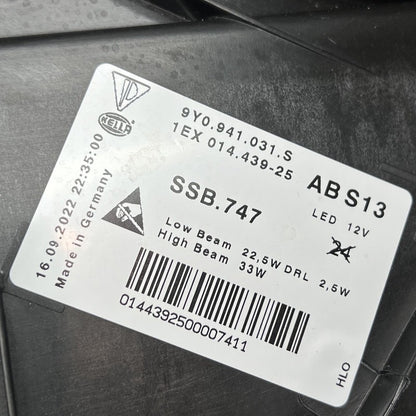 HELLA
9Y0.941.031.S
1EX 014.439-25
AB S13
SSB.747
LED 12V
24
16.09.2022 22:35:00
Made in Germany
Low Beam 22,5W DRL 2,5W
High Beam 33W
0144392500007411
HLO